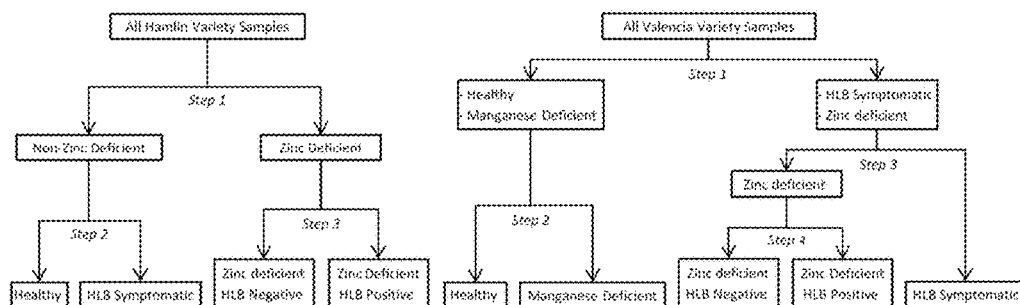 All Hamlin Variety Samples
Step 1
Non-Zinc Deficient
Zinc Deficient
Step 2
Step 3
Healthy
HLB Symptomatic
Zinc deficient
HLB Negative
Zinc Deficient
HLB Positive
All Valencia Variety Samples
Step 1
- Healthy
- Manganese Deficient
- HLB Symptomatic
- Zinc deficient
Step 3
Zinc deficient
Step 2
Step 4
Healthy
Manganese Deficient
Zinc deficient
HLB Negative
Zinc Deficient
HLB Positive
HLB Symptomatic